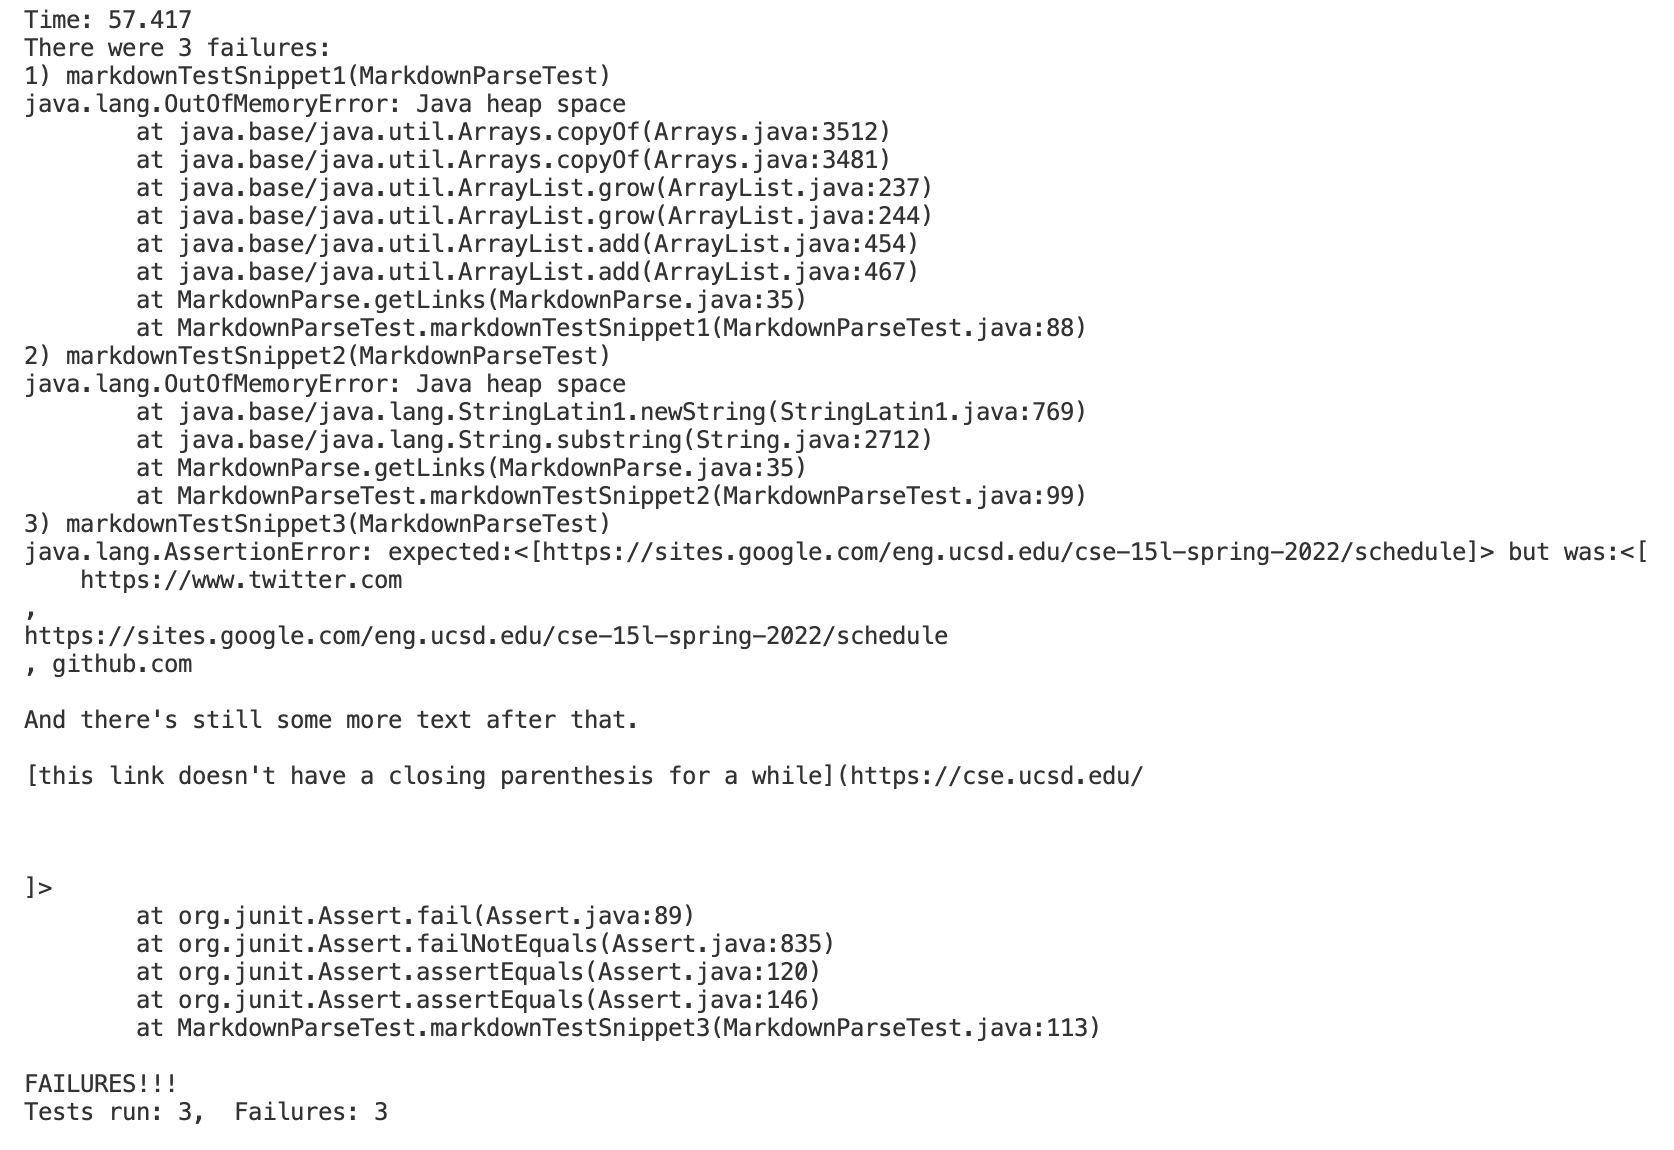 Time: 57.417
There were 3 failures:
1) markdownTestSnippet1(MarkdownParseTest)
java.lang.OutOfMemoryError: Java heap space
        at java.base/java.util.Arrays.copyOf(Arrays.java:3512)
        at java.base/java.util.Arrays.copyOf(Arrays.java:3481)
        at java.base/java.util.ArrayList.grow(ArrayList.java:237)
        at java.base/java.util.ArrayList.grow(ArrayList.java:244)
        at java.base/java.util.ArrayList.add(ArrayList.java:454)
        at java.base/java.util.ArrayList.add(ArrayList.java:467)
        at MarkdownParse.getLinks(MarkdownParse.java:35)
        at MarkdownParseTest.markdownTestSnippet1(MarkdownParseTest.java:88)
2) markdownTestSnippet2(MarkdownParseTest)
java.lang.OutOfMemoryError: Java heap space
        at java.base/java.lang.StringLatin1.newString(StringLatin1.java:769)
        at java.base/java.lang.String.substring(String.java:2712)
        at MarkdownParse.getLinks(MarkdownParse.java:35)
        at MarkdownParseTest.markdownTestSnippet2(MarkdownParseTest.java:99)
3) markdownTestSnippet3(MarkdownParseTest)
java.lang.AssertionError: expected:<[https://sites.google.com/eng.ucsd.edu/cse-15l-spring-2022/schedule]> but was:<[
    https://www.twitter.com
,
https://sites.google.com/eng.ucsd.edu/cse-15l-spring-2022/schedule
, github.com

And there's still some more text after that.

[this link doesn't have a closing parenthesis for a while](https://cse.ucsd.edu/



]>
        at org.junit.Assert.fail(Assert.java:89)
        at org.junit.Assert.failNotEquals(Assert.java:835)
        at org.junit.Assert.assertEquals(Assert.java:120)
        at org.junit.Assert.assertEquals(Assert.java:146)
        at MarkdownParseTest.markdownTestSnippet3(MarkdownParseTest.java:113)

FAILURES!!!
Tests run: 3,  Failures: 3